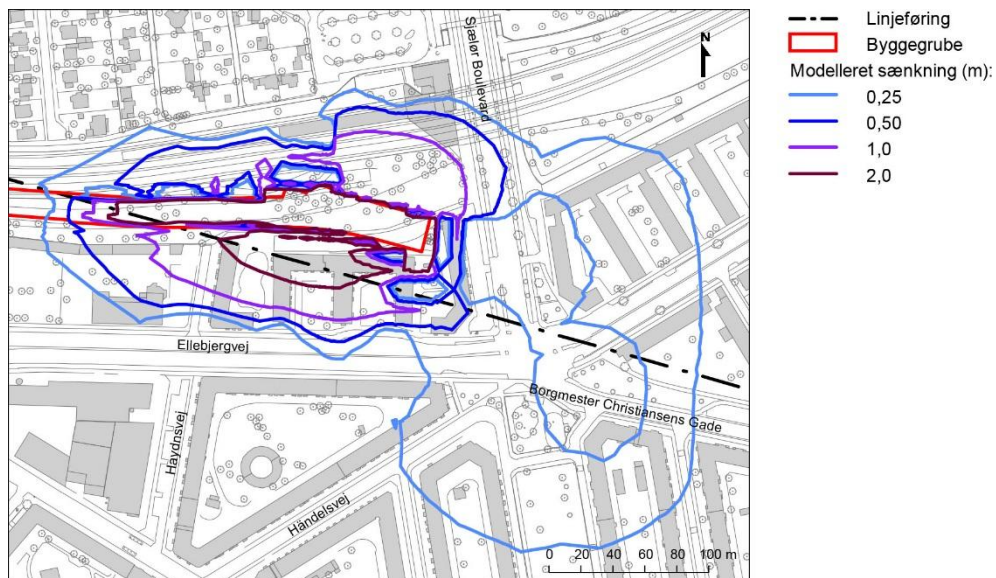 Sjælør Boulevard
N
Ellebjergvej
Haydnsvej
Händelsvej
Borgmester Christiansens Gade
0 20 40 60 80 100 m
Linjeføring
Byggegrube
Modelleret sænkning (m):
0,25
0,50
1,0
2,0